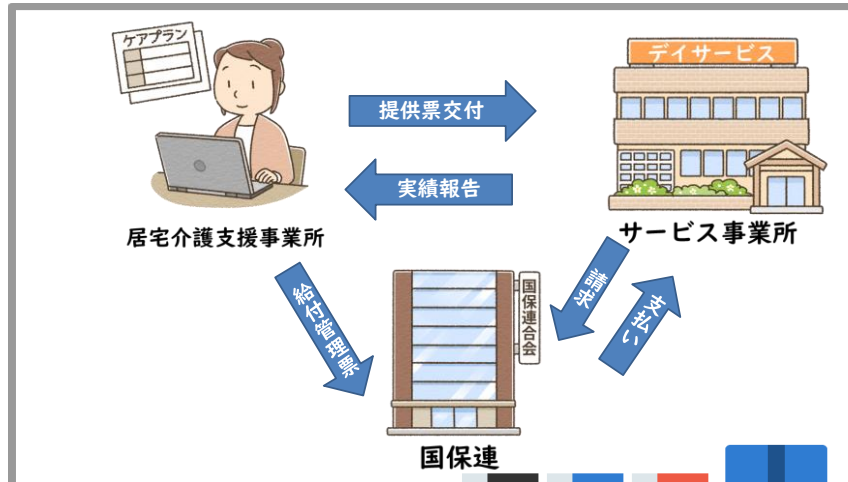 ケアプラン
デイサービス
提供票交付
実績報告
居宅介護支援事業所
サービス事業所
給付管理票
国保連合会
請求
支払い
国保連